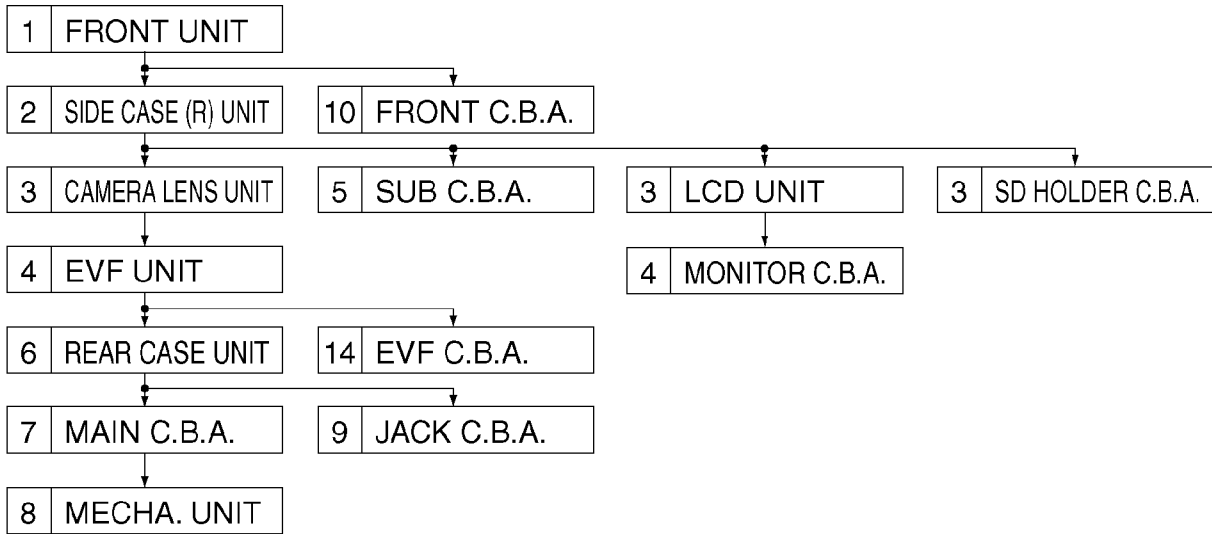 1 FRONT UNIT
2 SIDE CASE (R) UNIT
10 FRONT C.B.A.
3 CAMERA LENS UNIT
5 SUB C.B.A.
3 LCD UNIT
3 SD HOLDER C.B.A.
4 EVF UNIT
4 MONITOR C.B.A.
6 REAR CASE UNIT
14 EVF C.B.A.
7 MAIN C.B.A.
9 JACK C.B.A.
8 MECHA. UNIT